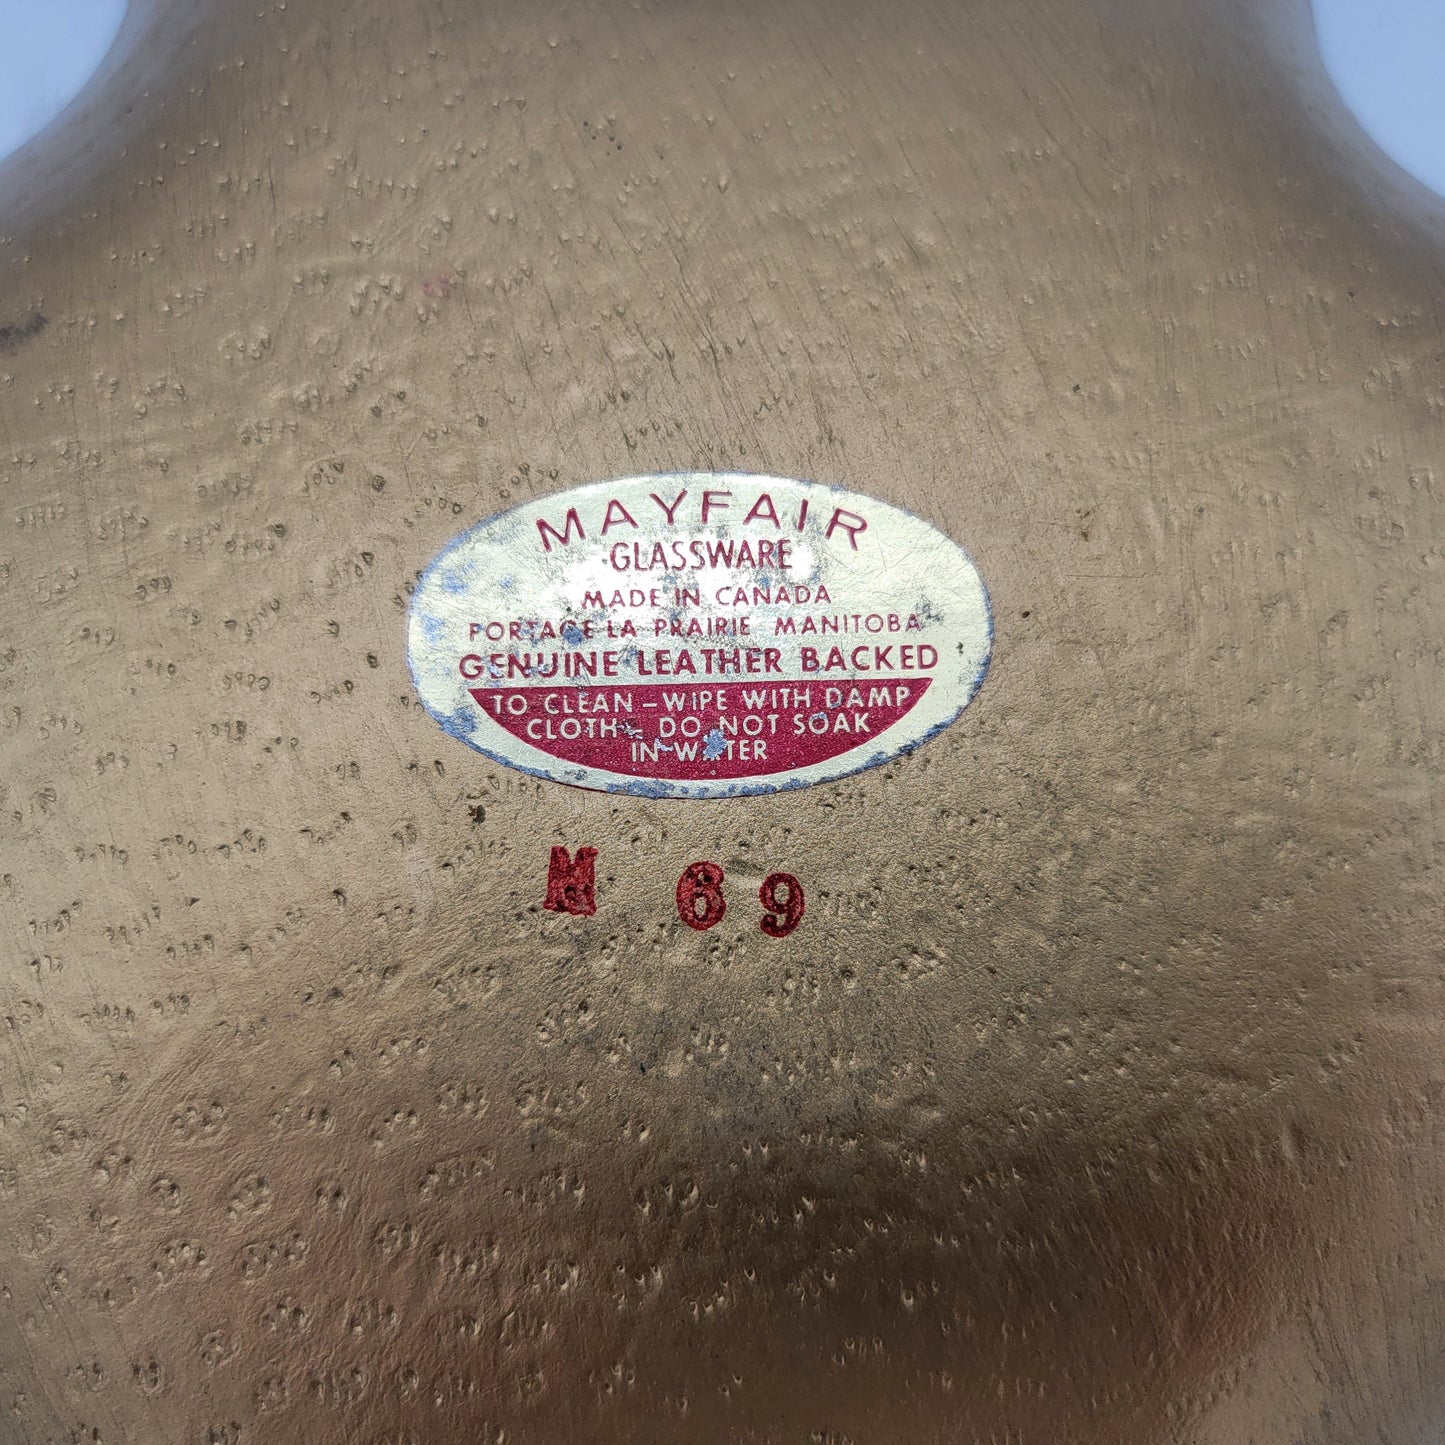 MAYFAIR
GLASSWARE
MADE IN CANADA
PORTAGE LA PRAIRIE MANITOBA
GENUINE LEATHER BACKED
TO CLEAN – WIPE WITH DAMP
CLOTH – DO NOT SOAK
IN WATER
M 69